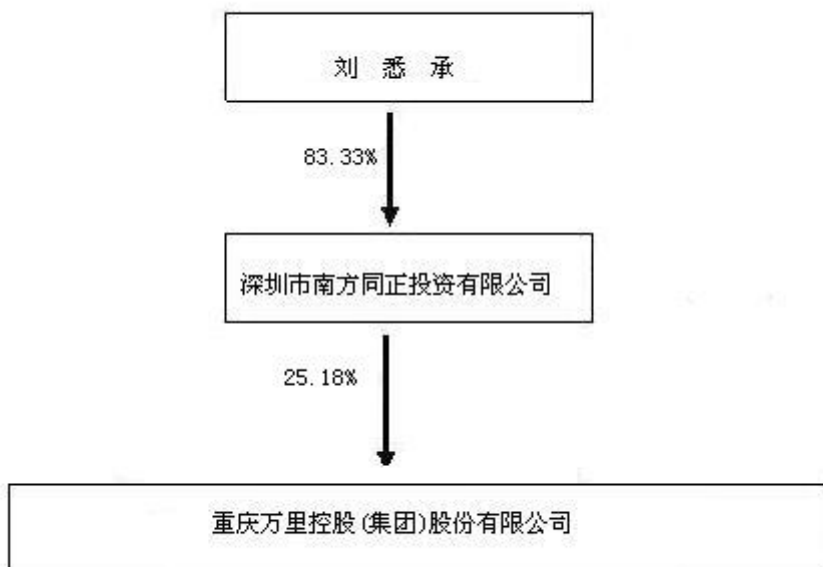 刘 悉 承
83.33%
深圳市南方同正投资有限公司
25.18%
重庆万里控股(集团)股份有限公司